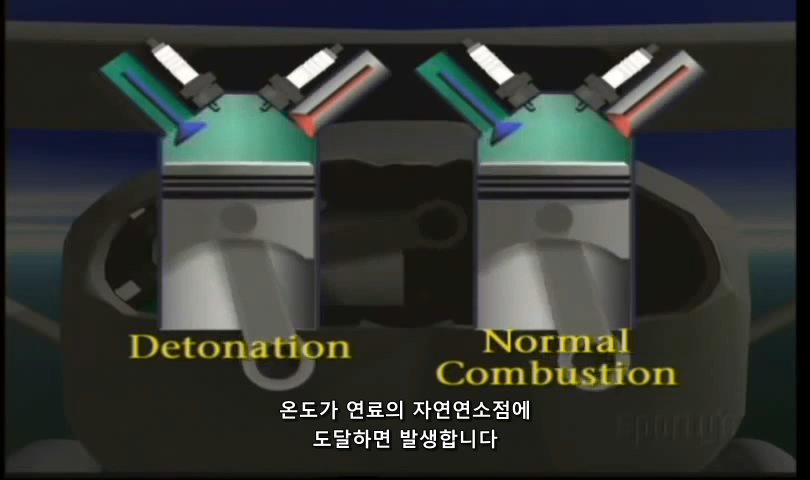 Detonation
Normal
Combustion
온도가 연료의 자연연소점에
도달하면 발생합니다
sporty's